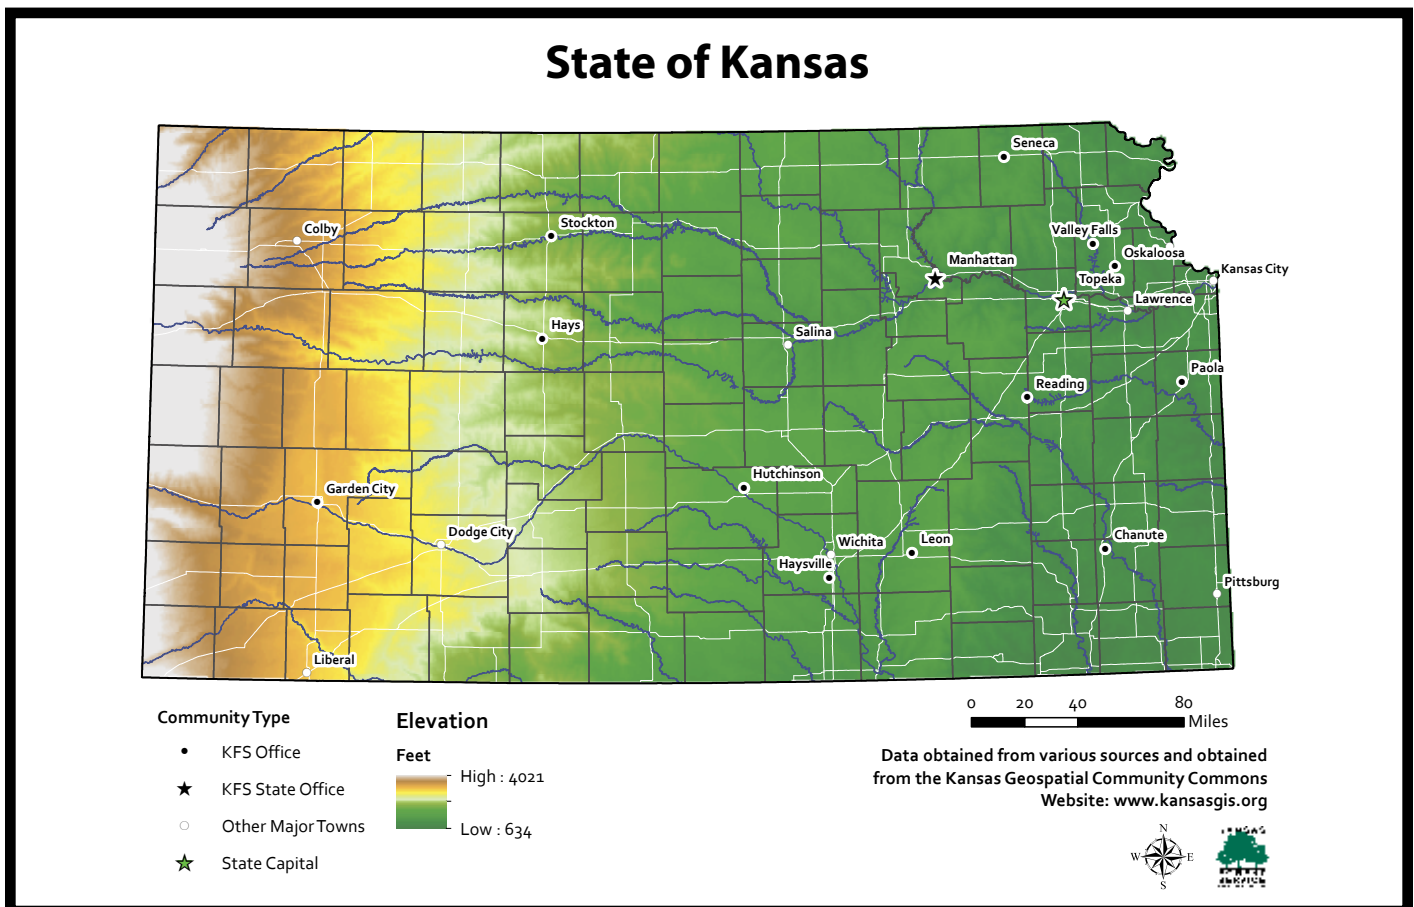 State of Kansas
Seneca
Colby
Stockton
Valley Falls
Oskaloosa
Manhattan
Kansas City
Topeka
Lawrence
Hays
Salina
Paola
Reading
Hutchinson
Garden City
Dodge City
Wichita
Leon
Chanute
Haysville
Pittsburg
Liberal
Community Type
KFS Office
KFS State Office
Other Major Towns
State Capital
Elevation
Feet
High : 4021
Low : 634
0 20 40 80
Miles
Data obtained from various sources and obtained
from the Kansas Geospatial Community Commons
Website: www.kansasgis.org
N
W E
S